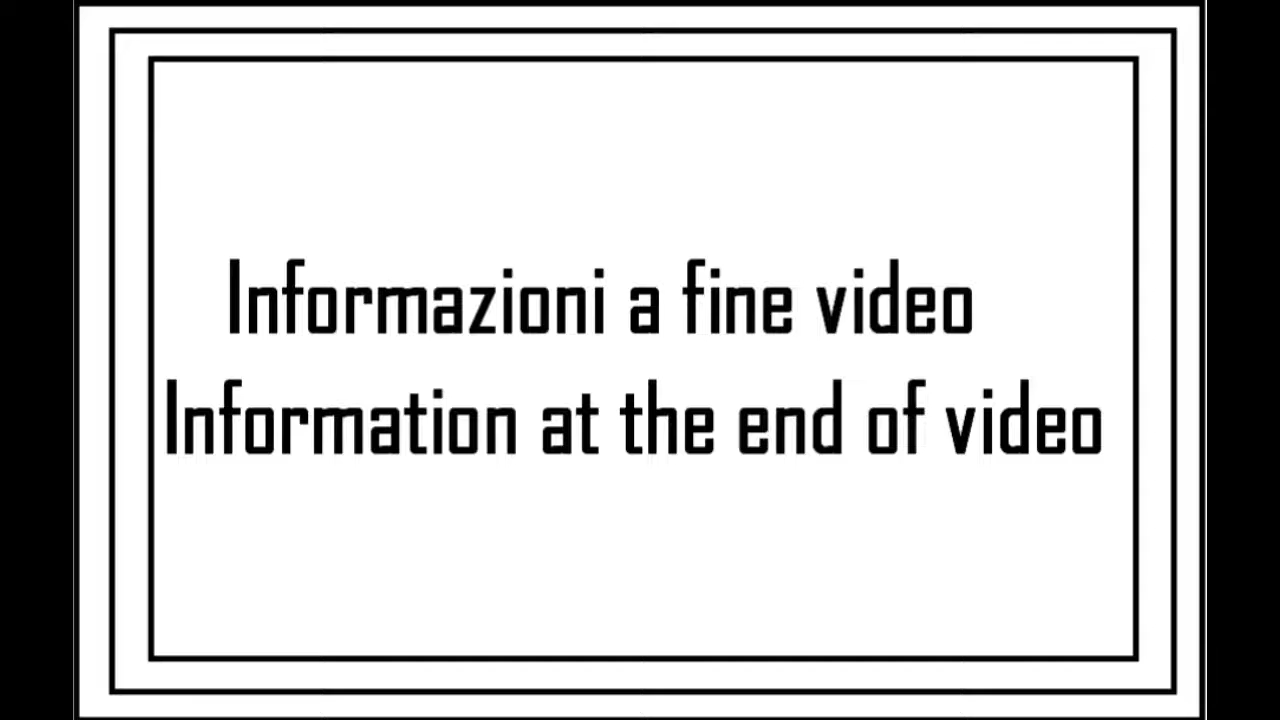 Informazioni a fine video
Information at the end of video